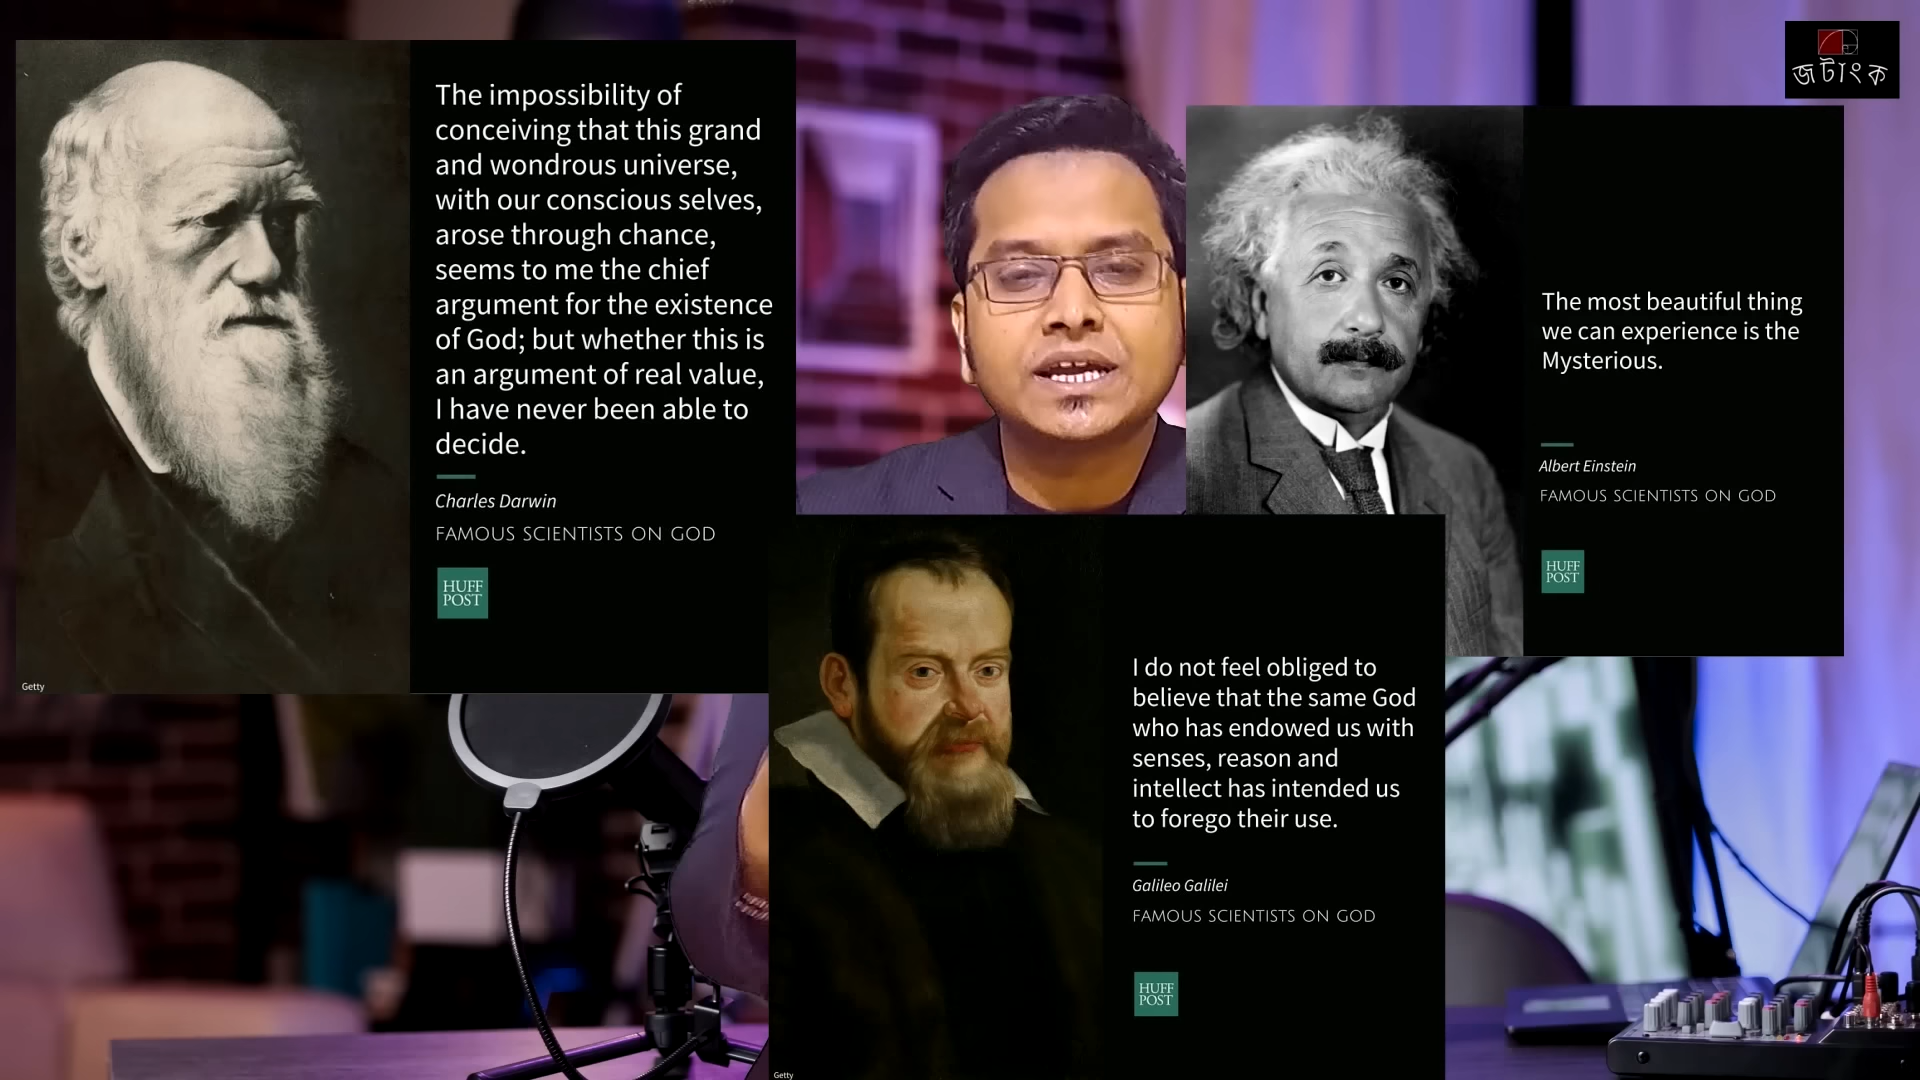 The impossibility of
conceiving that this grand
and wondrous universe,
with our conscious selves,
arose through chance,
seems to me the chief
argument for the existence
of God; but whether this is
an argument of real value,
I have never been able to
decide.
Charles Darwin
FAMOUS SCIENTISTS ON GOD
HUFF
POST
Getty
জটাংক
The most beautiful thing
we can experience is the
Mysterious.
Albert Einstein
FAMOUS SCIENTISTS ON GOD
HUFF
POST
I do not feel obliged to
believe that the same God
who has endowed us with
senses, reason and
intellect has intended us
to forego their use.
Galileo Galilei
FAMOUS SCIENTISTS ON GOD
HUFF
POST
Getty